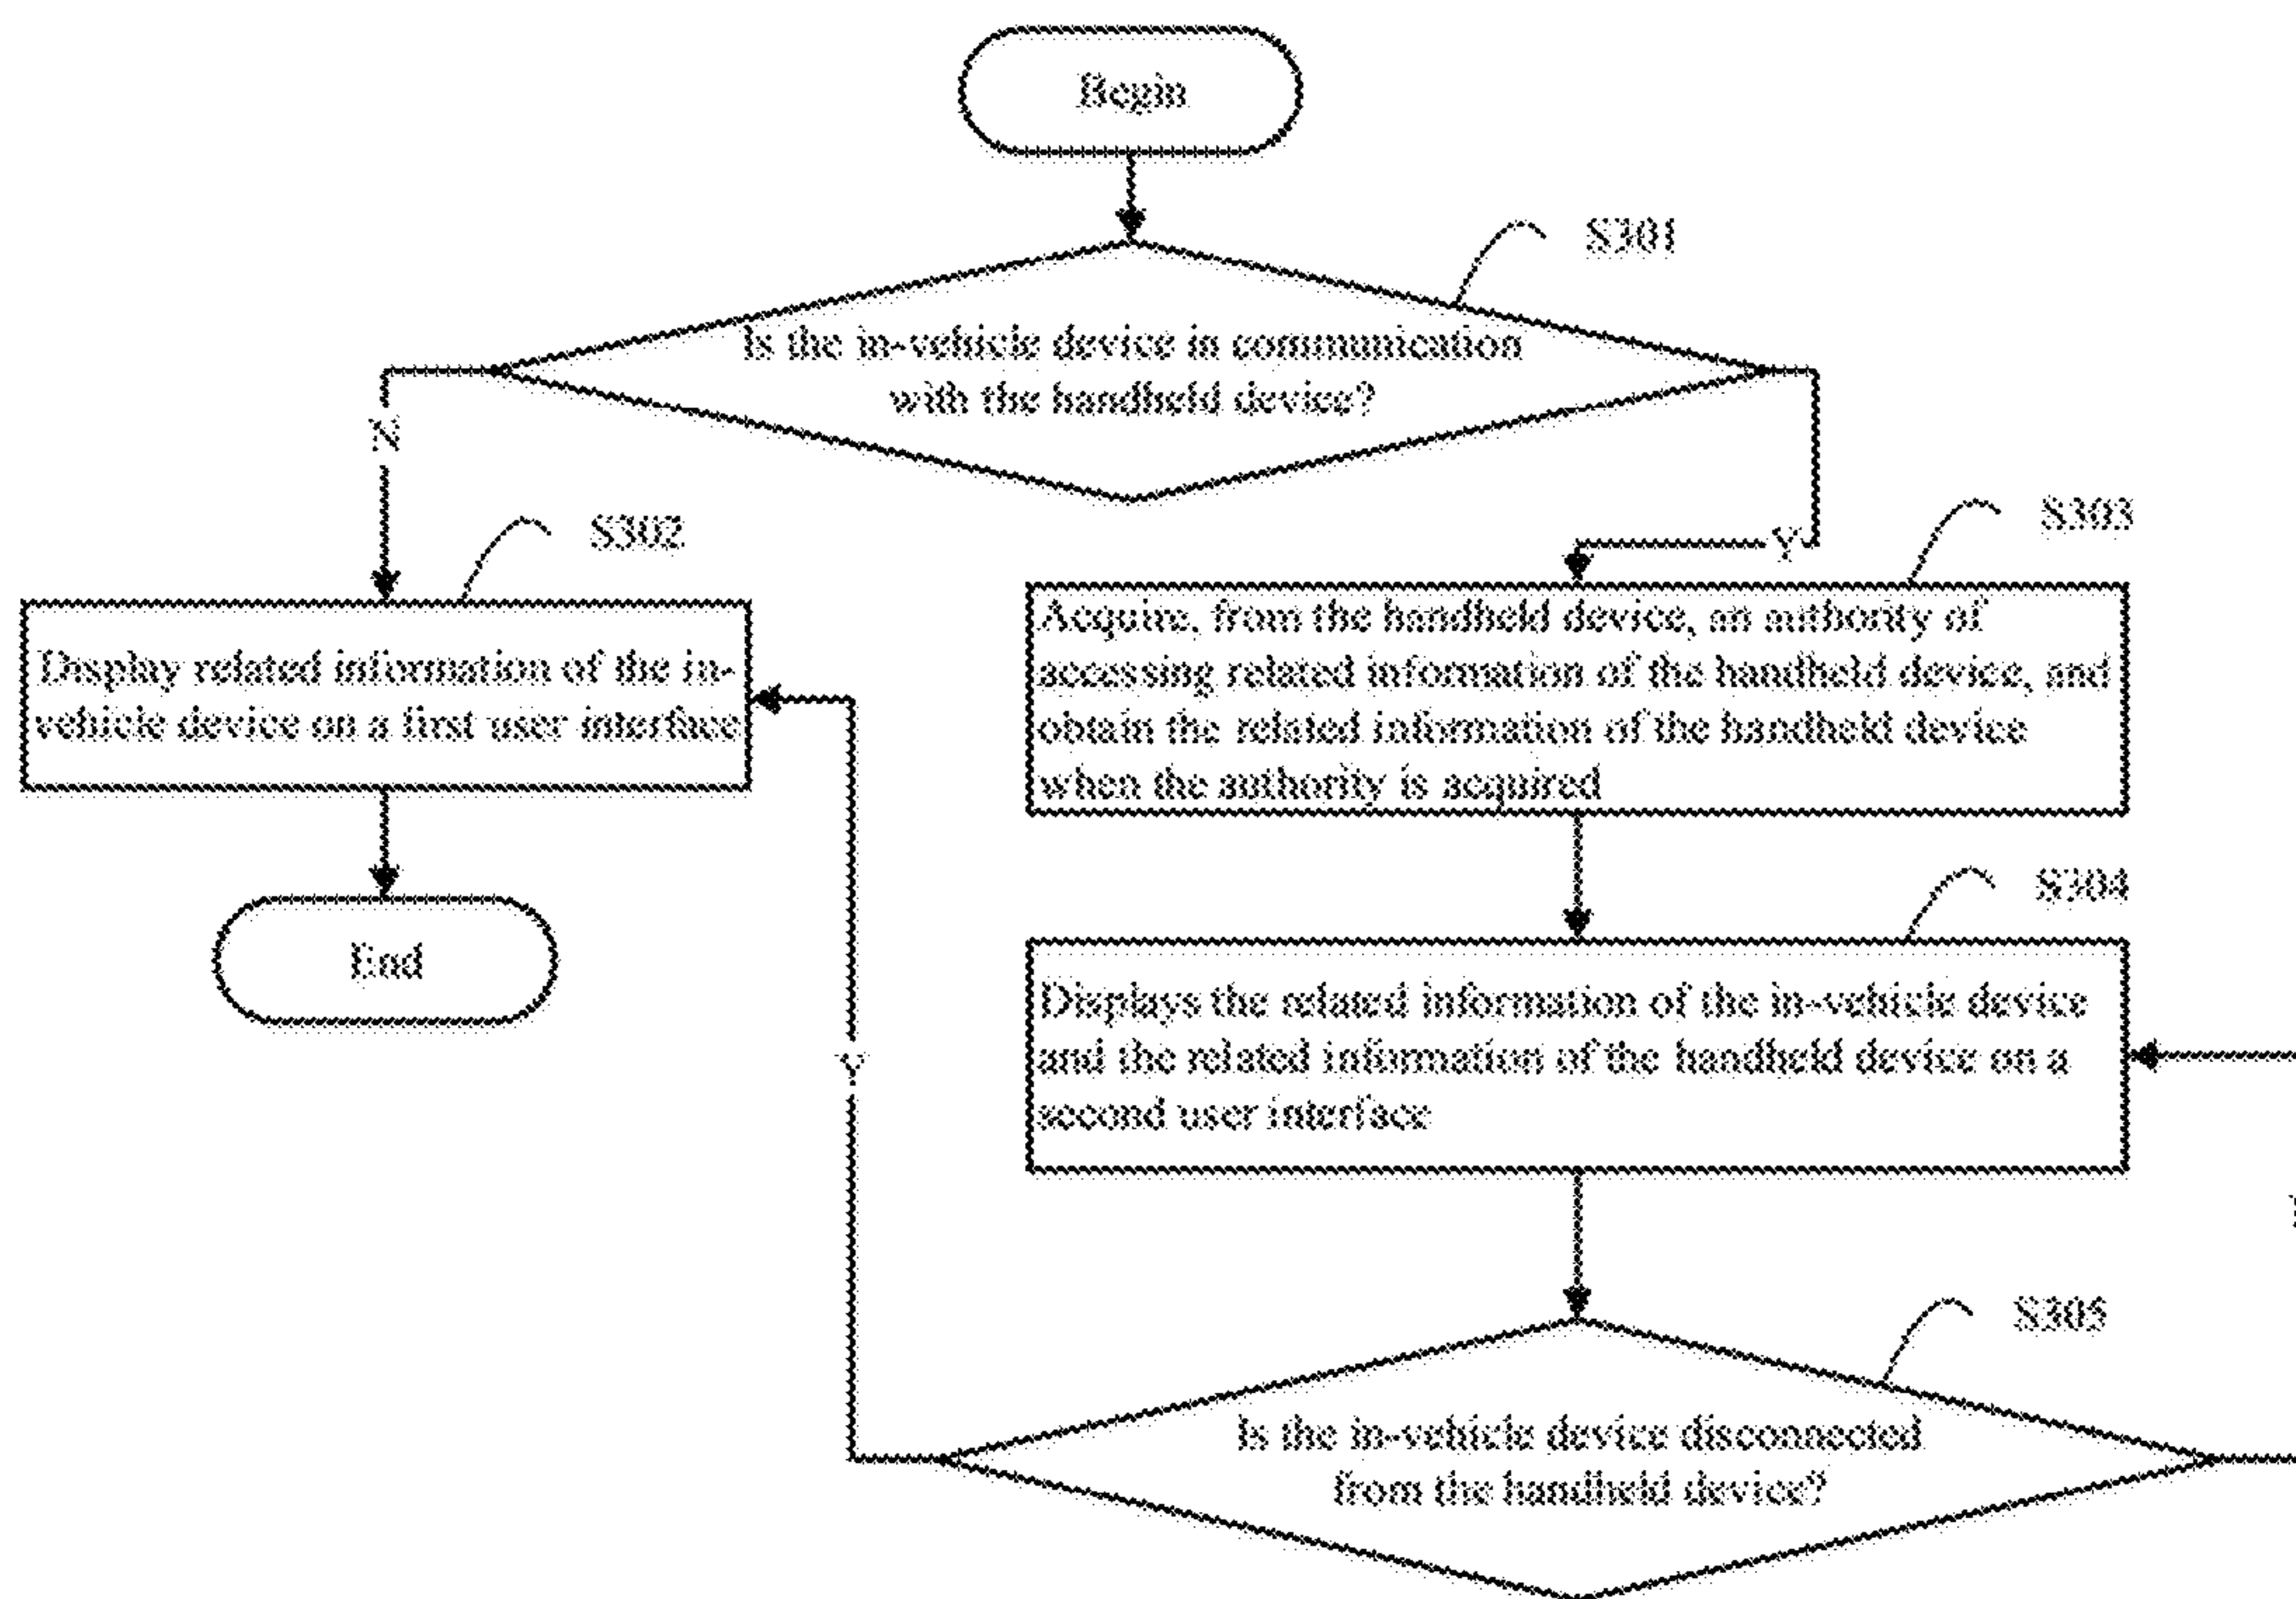 Begin
S301
Is the in-vehicle device in communication
with the handheld device?
N
Y
S302
Display related information of the in-
vehicle device on a first user interface
End
S303
Acquire, from the handheld device, an authority of
accessing related information of the handheld device, and
obtain the related information of the handheld device
when the authority is acquired
S304
Displays the related information of the in-vehicle device
and the related information of the handheld device on a
second user interface
Y
S305
Is the in-vehicle device disconnected
from the handheld device?